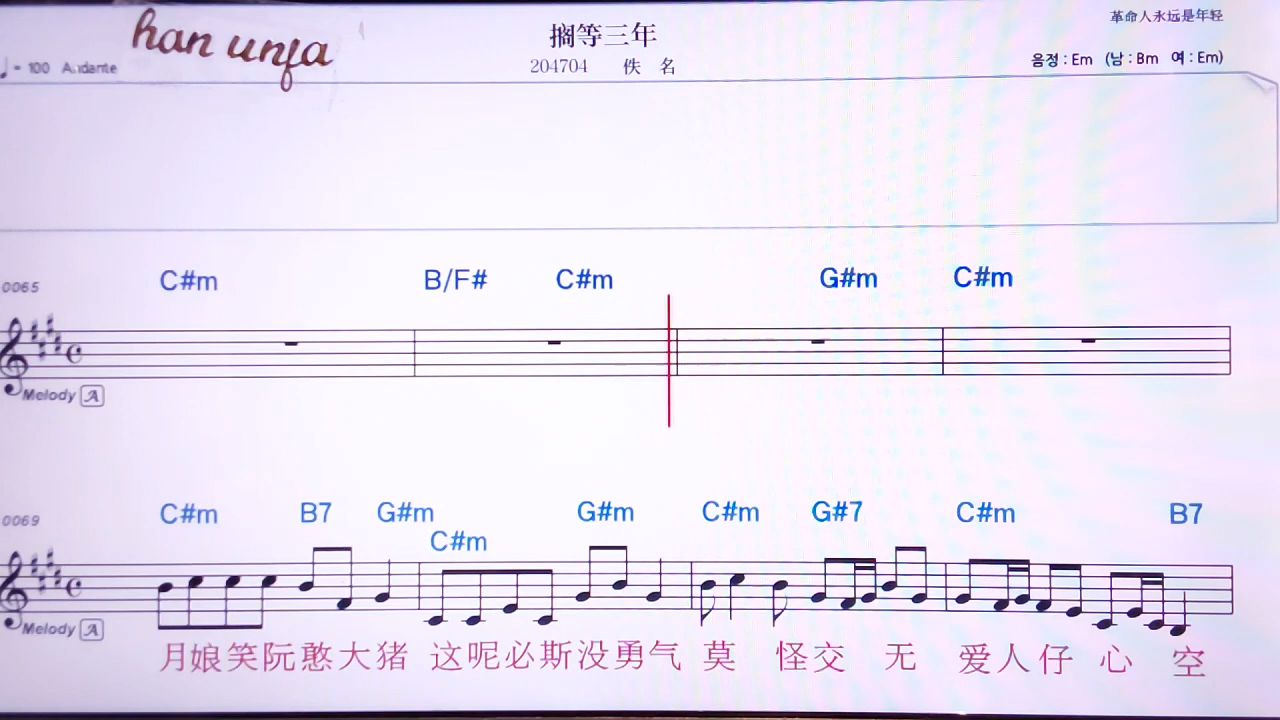 han unfa
搁等三年
革命人永远是年轻
♩= 100 Andante
204704 佚 名
음정 : Em (남 : Bm 여 : Em)
0065
C#m B/F# C#m G#m C#m
Melody A
0069
C#m B7 G#m C#m G#m C#m G#7 C#m B7
Melody A
月娘笑阮憨大猪 这呢必斯没勇气 莫 怪交 无 爱人仔 心 空